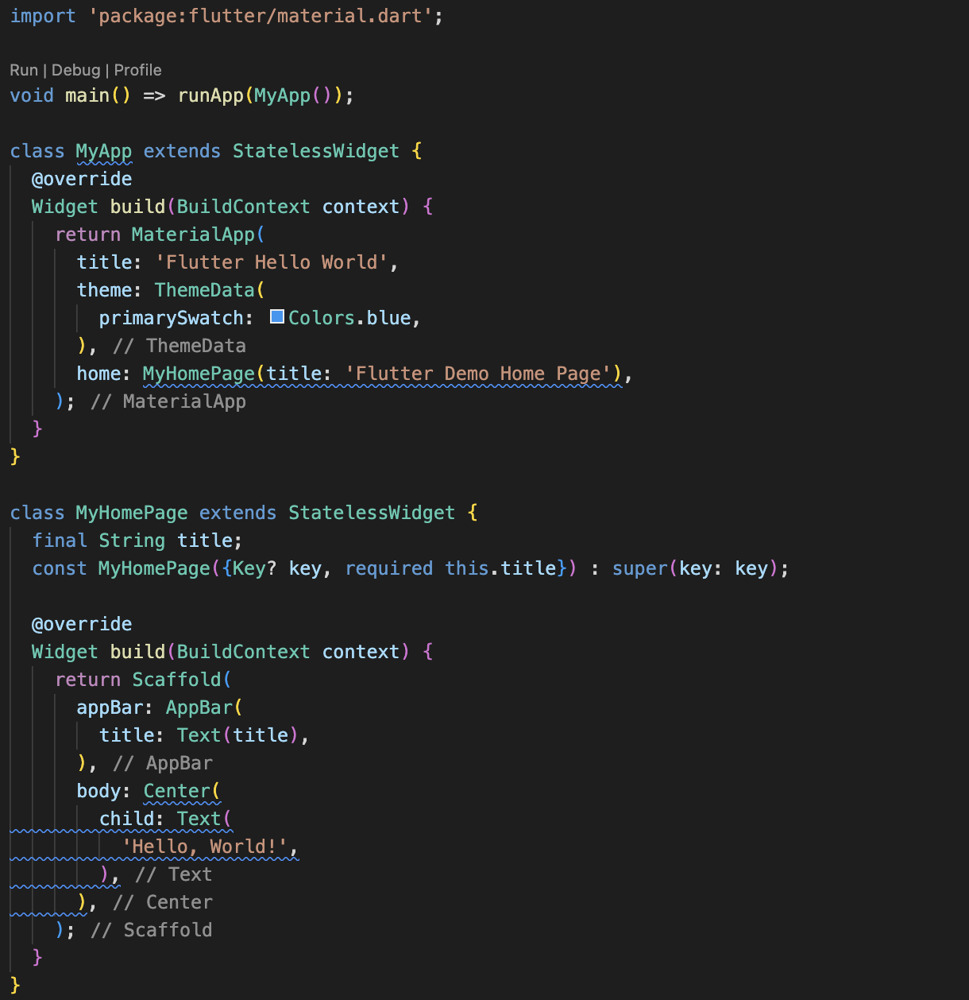 import 'package:flutter/material.dart';
Run | Debug | Profile
void main() => runApp(MyApp());
class MyApp extends StatelessWidget {
  @override
  Widget build(BuildContext context) {
    return MaterialApp(
      title: 'Flutter Hello World',
      theme: ThemeData(
        primarySwatch: Colors.blue,
      ), // ThemeData
      home: MyHomePage(title: 'Flutter Demo Home Page'),
    ); // MaterialApp
  }
}
class MyHomePage extends StatelessWidget {
  final String title;
  const MyHomePage({Key? key, required this.title}) : super(key: key);
  @override
  Widget build(BuildContext context) {
    return Scaffold(
      appBar: AppBar(
        title: Text(title),
      ), // AppBar
      body: Center(
        child: Text(
          'Hello, World!',
        ), // Text
      ), // Center
    ); // Scaffold
  }
}